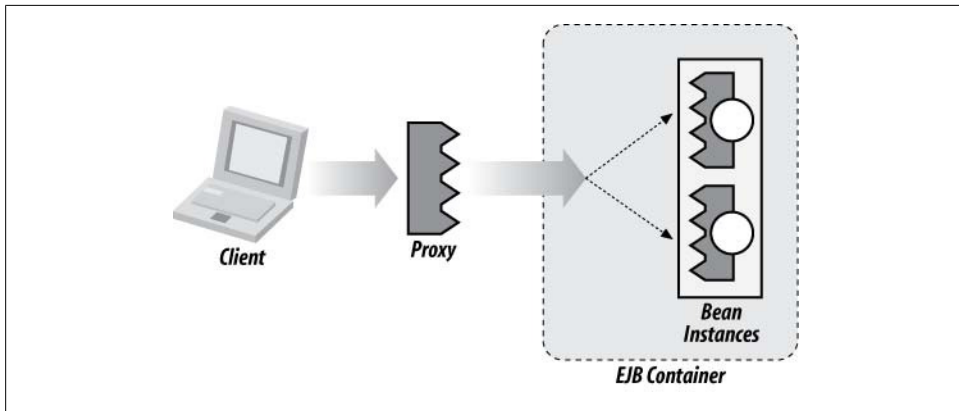 Client
Proxy
Bean
Instances
EJB Container